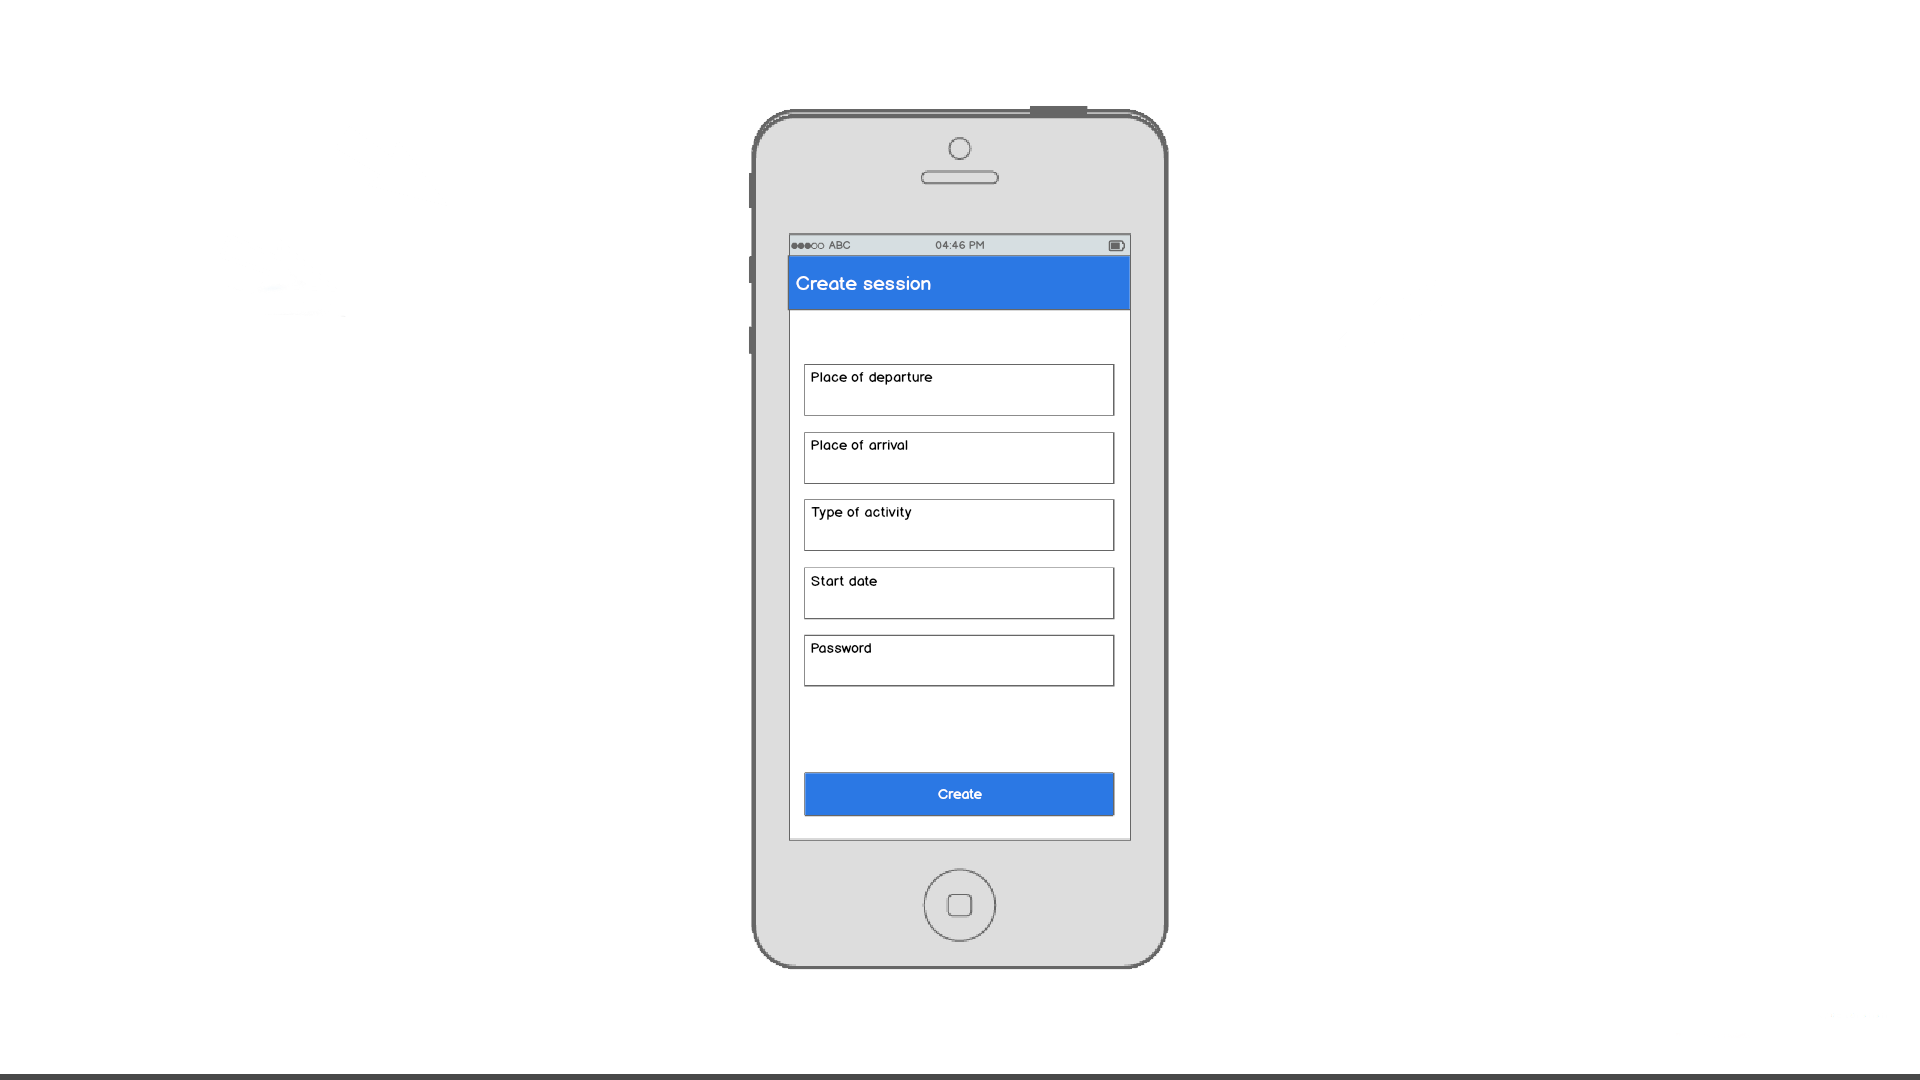 ABC 04:46 PM
Create session
Place of departure
Place of arrival
Type of activity
Start date
Password
Create